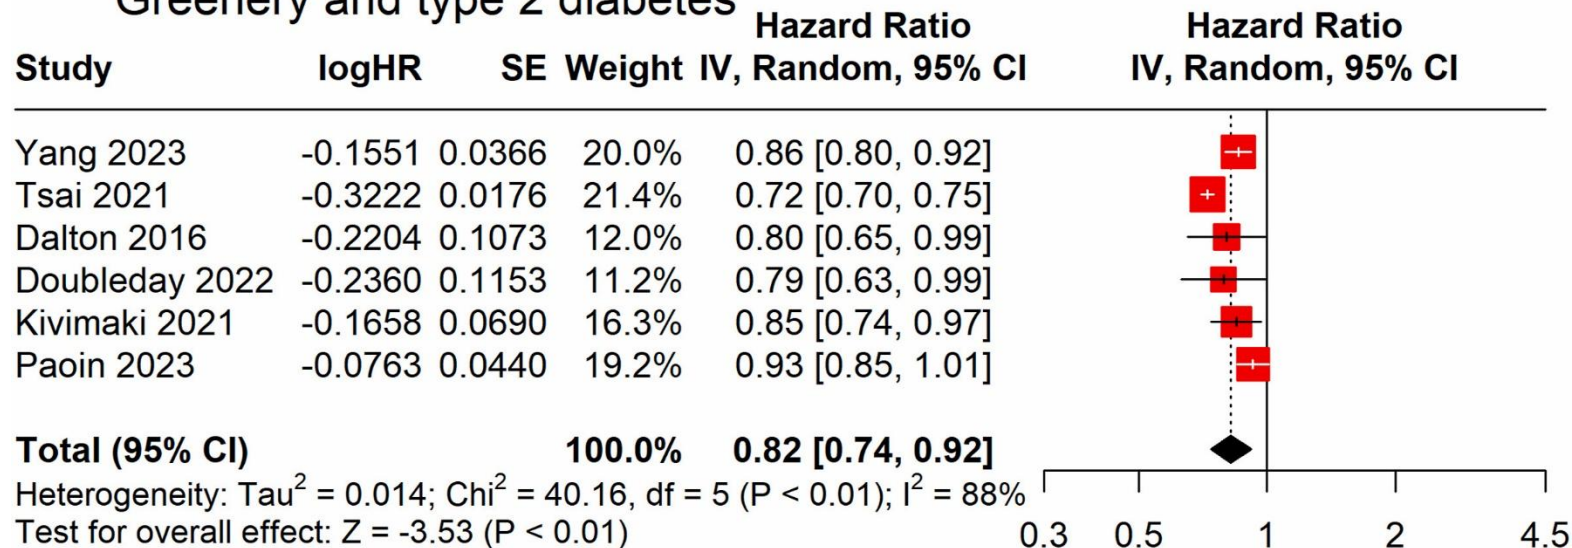 Greenery and type 2 diabetes
Hazard Ratio Hazard Ratio
Study logHR SE Weight IV, Random, 95% CI IV, Random, 95% CI
Yang 2023 -0.1551 0.0366 20.0% 0.86 [0.80, 0.92]
Tsai 2021 -0.3222 0.0176 21.4% 0.72 [0.70, 0.75]
Dalton 2016 -0.2204 0.1073 12.0% 0.80 [0.65, 0.99]
Doubleday 2022 -0.2360 0.1153 11.2% 0.79 [0.63, 0.99]
Kivimaki 2021 -0.1658 0.0690 16.3% 0.85 [0.74, 0.97]
Paoin 2023 -0.0763 0.0440 19.2% 0.93 [0.85, 1.01]
Total (95% CI) 100.0% 0.82 [0.74, 0.92]
Heterogeneity: Tau² = 0.014; Chi² = 40.16, df = 5 (P < 0.01); I² = 88%
Test for overall effect: Z = -3.53 (P < 0.01)
0.3 0.5 1 2 4.5